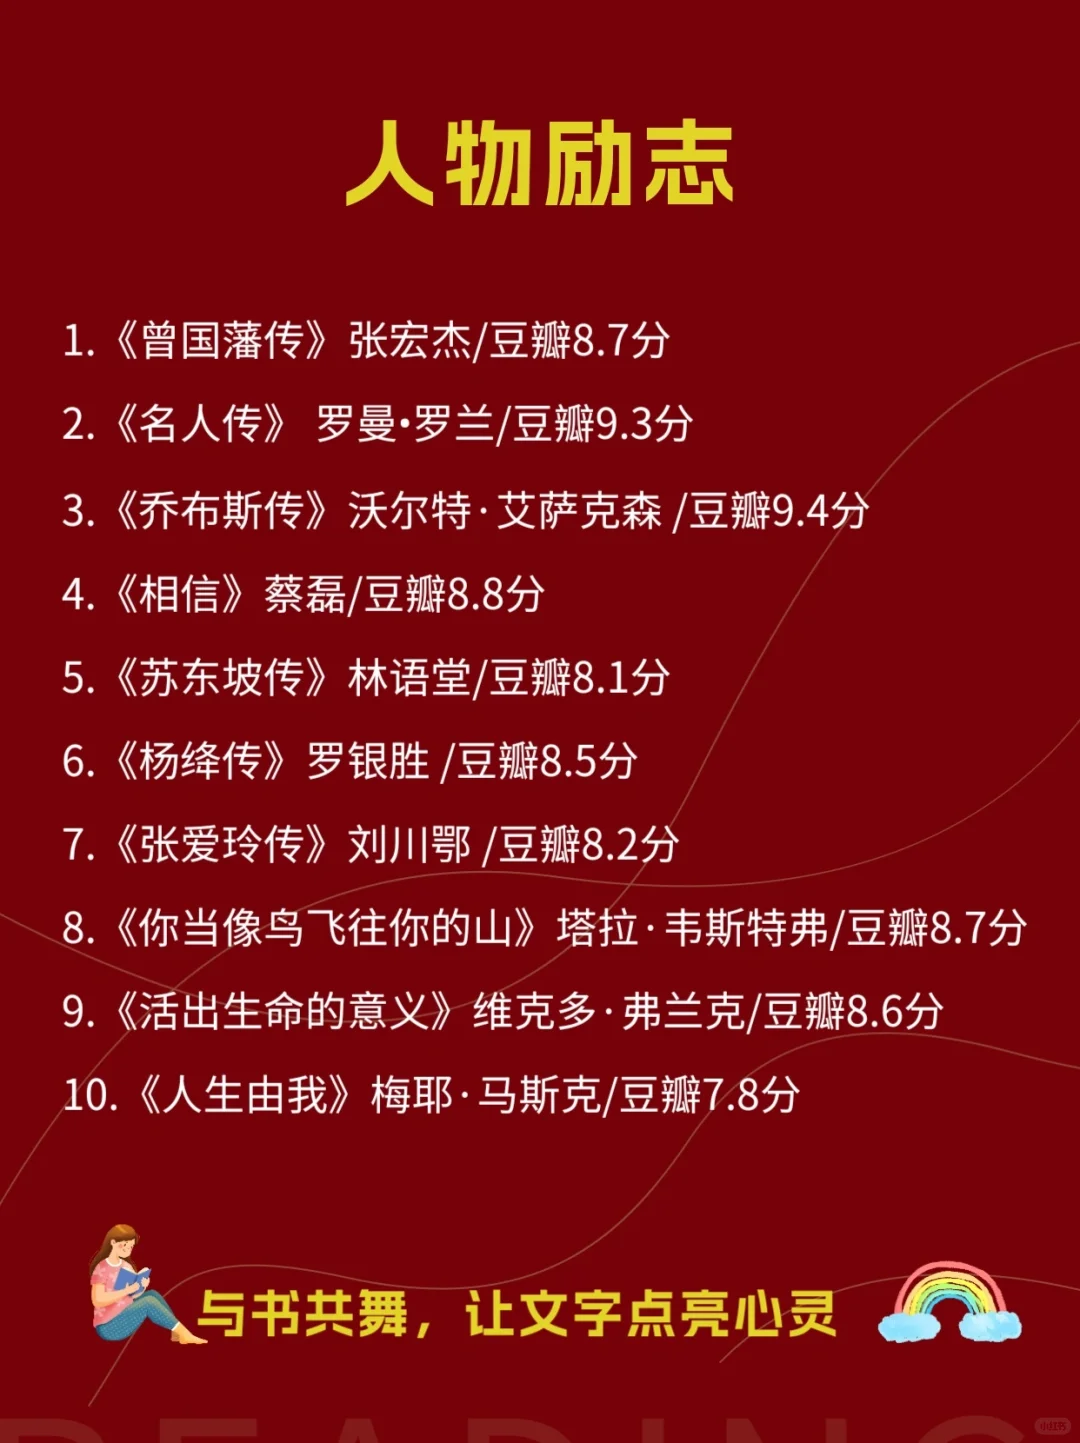 人物励志
1.《曾国藩传》张宏杰/豆瓣8.7分
2.《名人传》 罗曼•罗兰/豆瓣9.3分
3.《乔布斯传》沃尔特·艾萨克森 /豆瓣9.4分
4.《相信》蔡磊/豆瓣8.8分
5.《苏东坡传》林语堂/豆瓣8.1分
6.《杨绛传》罗银胜 /豆瓣8.5分
7.《张爱玲传》刘川鄂 /豆瓣8.2分
8.《你当像鸟飞往你的山》塔拉·韦斯特弗/豆瓣8.7分
9.《活出生命的意义》维克多·弗兰克/豆瓣8.6分
10.《人生由我》梅耶·马斯克/豆瓣7.8分
与书共舞，让文字点亮心灵
READING